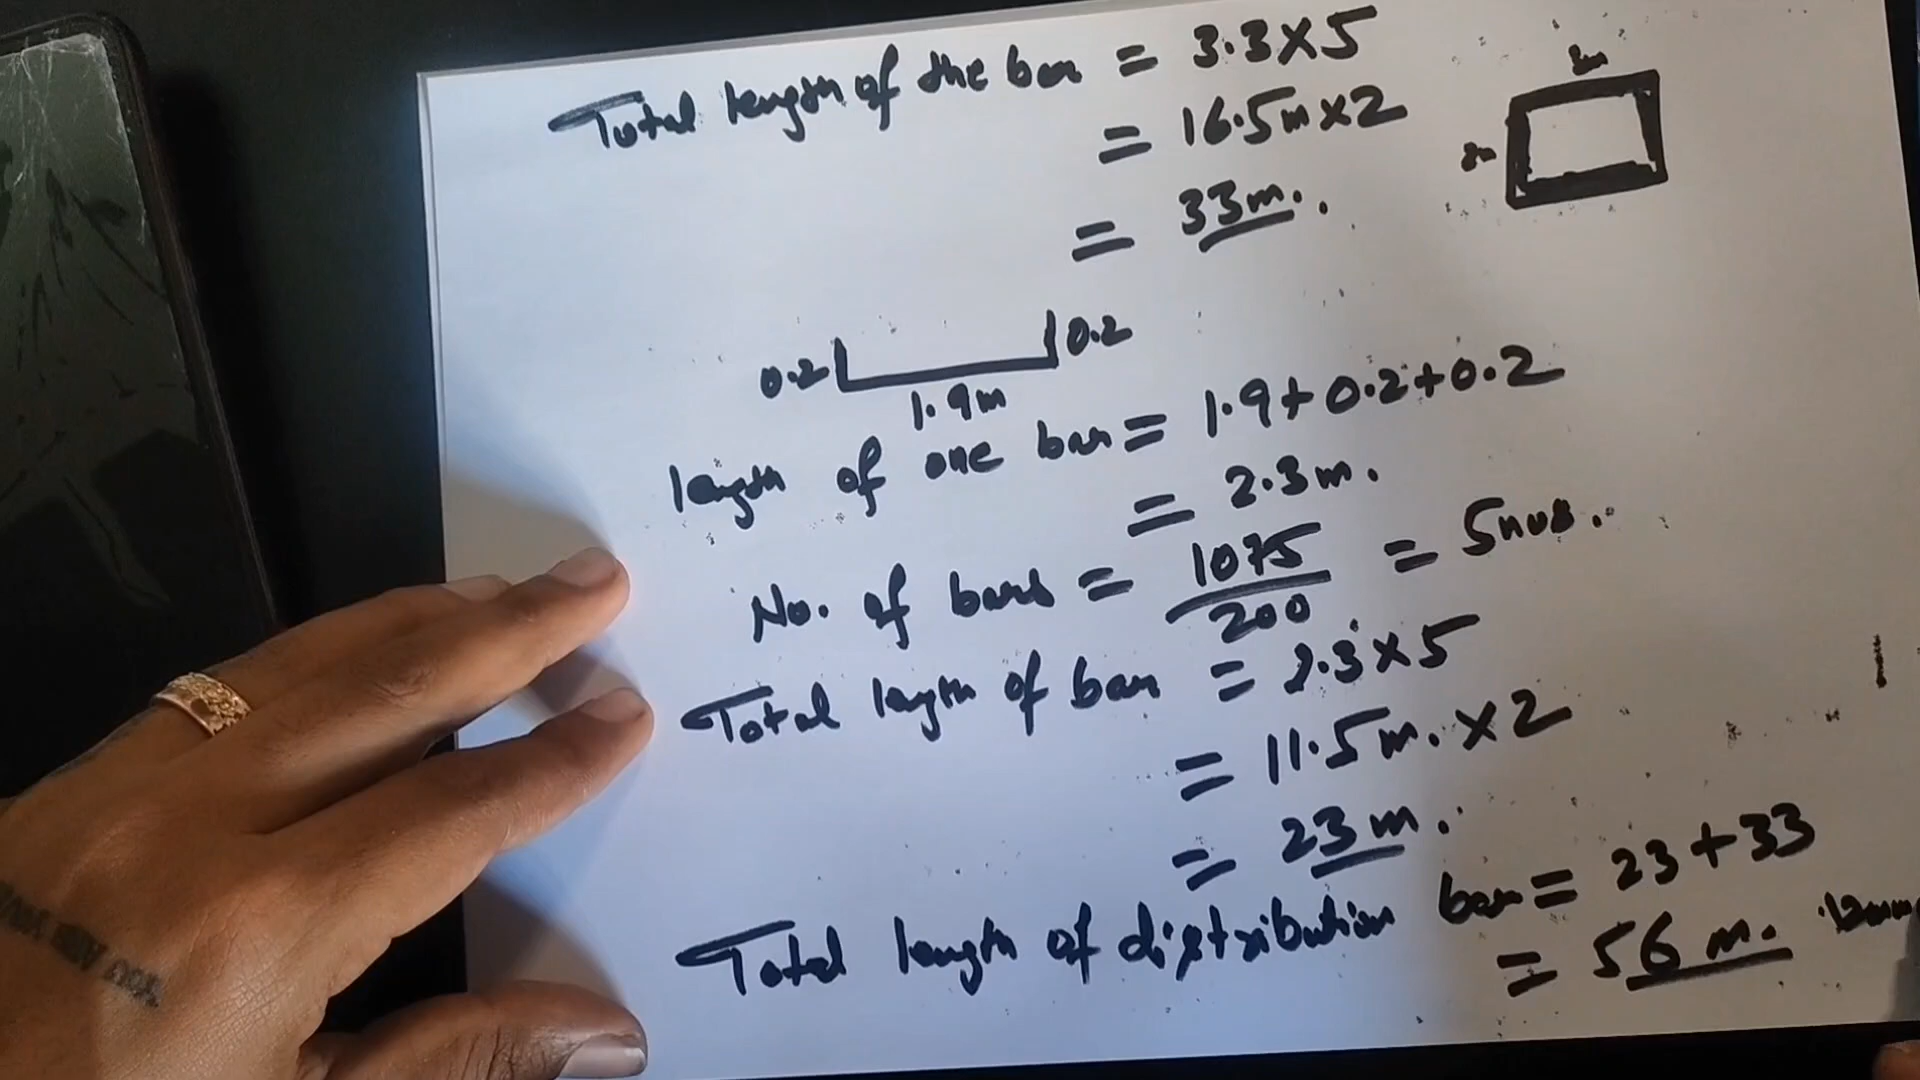 Total length of the bar = 3.3×5
= 16.5m×2
= 33m.
0.2 0.2
1.9m
length of one bar = 1.9+0.2+0.2
= 2.3m.
No. of bars = 1075/200 = 5nos.
Total length of bar = 2.3×5
= 11.5m.×2
= 23m.
Total length of distribution bar = 23+33
= 56m.
12mm